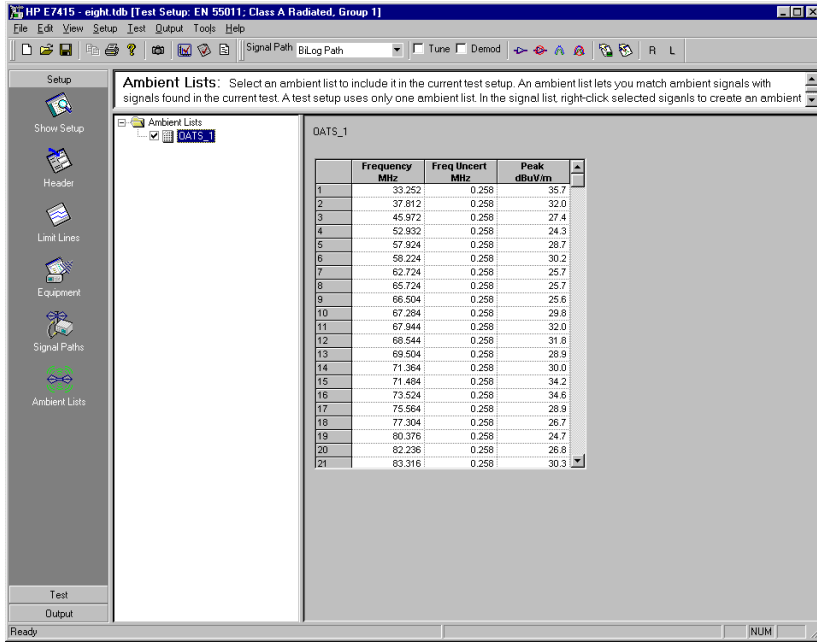 HP E7415 - eight.tdb [Test Setup: EN 55011; Class A Radiated, Group 1]
File Edit View Setup Test Output Tools Help
Signal Path BiLog Path Tune Demod R L
Setup
Show Setup
Header
Limit Lines
Equipment
Signal Paths
Ambient Lists
Test
Output
Ambient Lists: Select an ambient list to include it in the current test setup. An ambient list lets you match ambient signals with
signals found in the current test. A test setup uses only one ambient list. In the signal list, right-click selected siganls to create an ambient
Ambient Lists
OATS_1
OATS_1
Frequency MHz Freq Uncert MHz Peak dBuV/m
1 33.252 0.258 35.7
2 37.812 0.258 32.0
3 45.972 0.258 27.4
4 52.932 0.258 24.3
5 57.924 0.258 28.7
6 58.224 0.258 30.2
7 62.724 0.258 25.7
8 65.724 0.258 25.7
9 66.504 0.258 25.6
10 67.284 0.258 29.8
11 67.944 0.258 32.0
12 68.544 0.258 31.8
13 69.504 0.258 28.9
14 71.364 0.258 30.0
15 71.484 0.258 34.2
16 73.524 0.258 34.6
17 75.564 0.258 28.9
18 77.304 0.258 26.7
19 80.376 0.258 24.7
20 82.236 0.258 26.8
21 83.316 0.258 30.3
Ready NUM